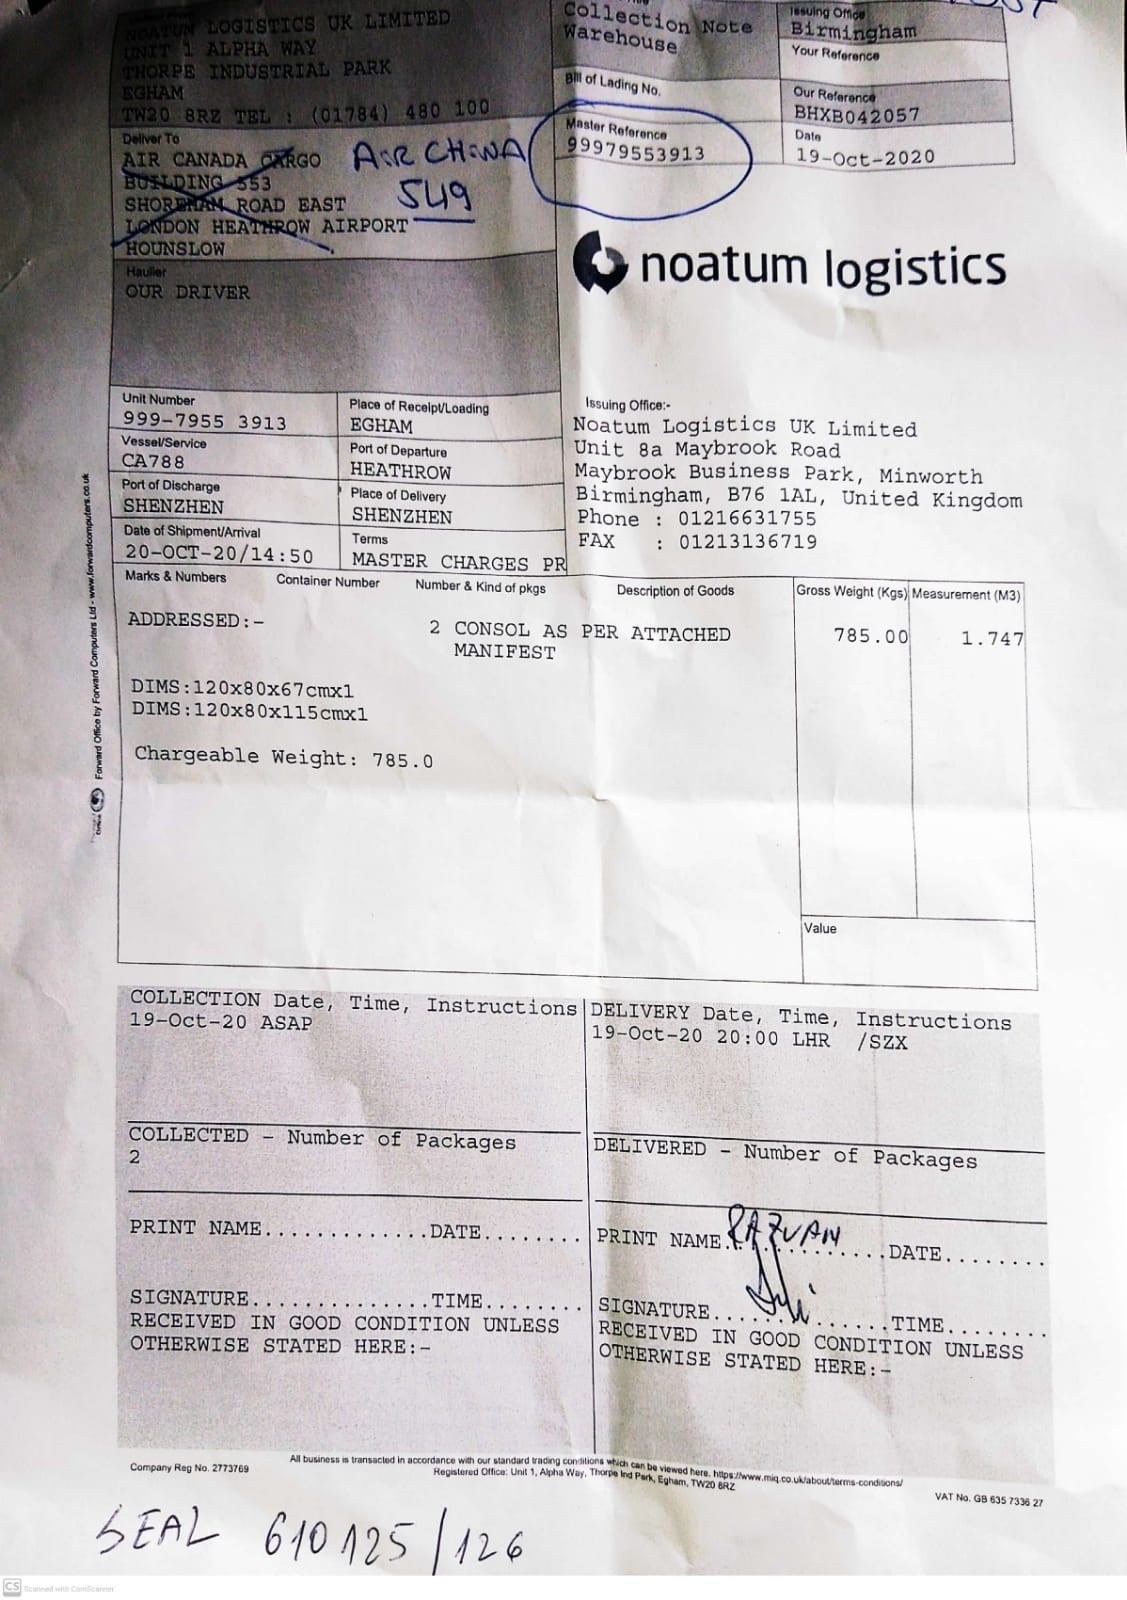 NOATUM LOGISTICS UK LIMITED
UNIT 1 ALPHA WAY
THORPE INDUSTRIAL PARK
EGHAM
TW20 8RZ TEL : (01784) 480 100
Collection Note
Warehouse
Issuing Office
Birmingham
Your Reference
Bill of Lading No.
Our Reference
BHXB042057
Master Reference
99979553913
Date
19-Oct-2020
Deliver To
AIR CANADA CARGO
BUILDING 553
SHOREHAM ROAD EAST
LONDON HEATHROW AIRPORT
HOUNSLOW
AIR CHINA
549
Haulier
OUR DRIVER
noatum logistics
Unit Number
999-7955 3913
Place of Receipt/Loading
EGHAM
Vessel/Service
CA788
Port of Departure
HEATHROW
Port of Discharge
SHENZHEN
Place of Delivery
SHENZHEN
Date of Shipment/Arrival
20-OCT-20/14:50
Terms
MASTER CHARGES PR
Issuing Office:-
Noatum Logistics UK Limited
Unit 8a Maybrook Road
Maybrook Business Park, Minworth
Birmingham, B76 1AL, United Kingdom
Phone : 01216631755
FAX : 01213136719
Marks & Numbers Container Number Number & Kind of pkgs Description of Goods Gross Weight (Kgs) Measurement (M3)
ADDRESSED:- 2 CONSOL AS PER ATTACHED 785.00 1.747
MANIFEST
DIMS:120x80x67cmx1
DIMS:120x80x115cmx1
Chargeable Weight: 785.0
Value
Forward Office by Forward Computers Ltd - www.forwardcomputers.co.uk
COLLECTION Date, Time, Instructions
19-Oct-20 ASAP
DELIVERY Date, Time, Instructions
19-Oct-20 20:00 LHR /SZX
COLLECTED - Number of Packages
2
DELIVERED - Number of Packages
PRINT NAME.............DATE........
SIGNATURE..............TIME........
RECEIVED IN GOOD CONDITION UNLESS
OTHERWISE STATED HERE:-
PRINT NAME. RAZVAN ........DATE........
SIGNATURE..............TIME........
RECEIVED IN GOOD CONDITION UNLESS
OTHERWISE STATED HERE:-
Company Reg No. 2773769
All business is transacted in accordance with our standard trading conditions which can be viewed here. https://www.miq.co.uk/about/terms-conditions/
Registered Office: Unit 1, Alpha Way, Thorpe Ind Park, Egham, TW20 8RZ
VAT No. GB 635 7336 27
SEAL 610125/126
CS Scanned with CamScanner